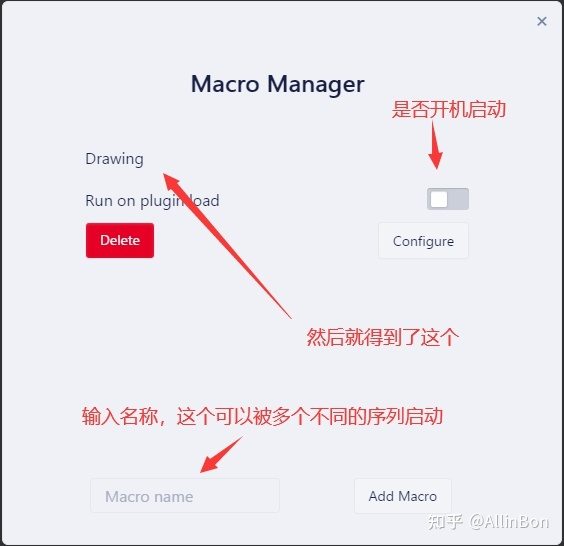 ×
Macro Manager
是否开机启动
Drawing
Run on plugin load
Delete
Configure
然后就得到了这个
输入名称，这个可以被多个不同的序列启动
Macro name
Add Macro
知乎 @AllinBon